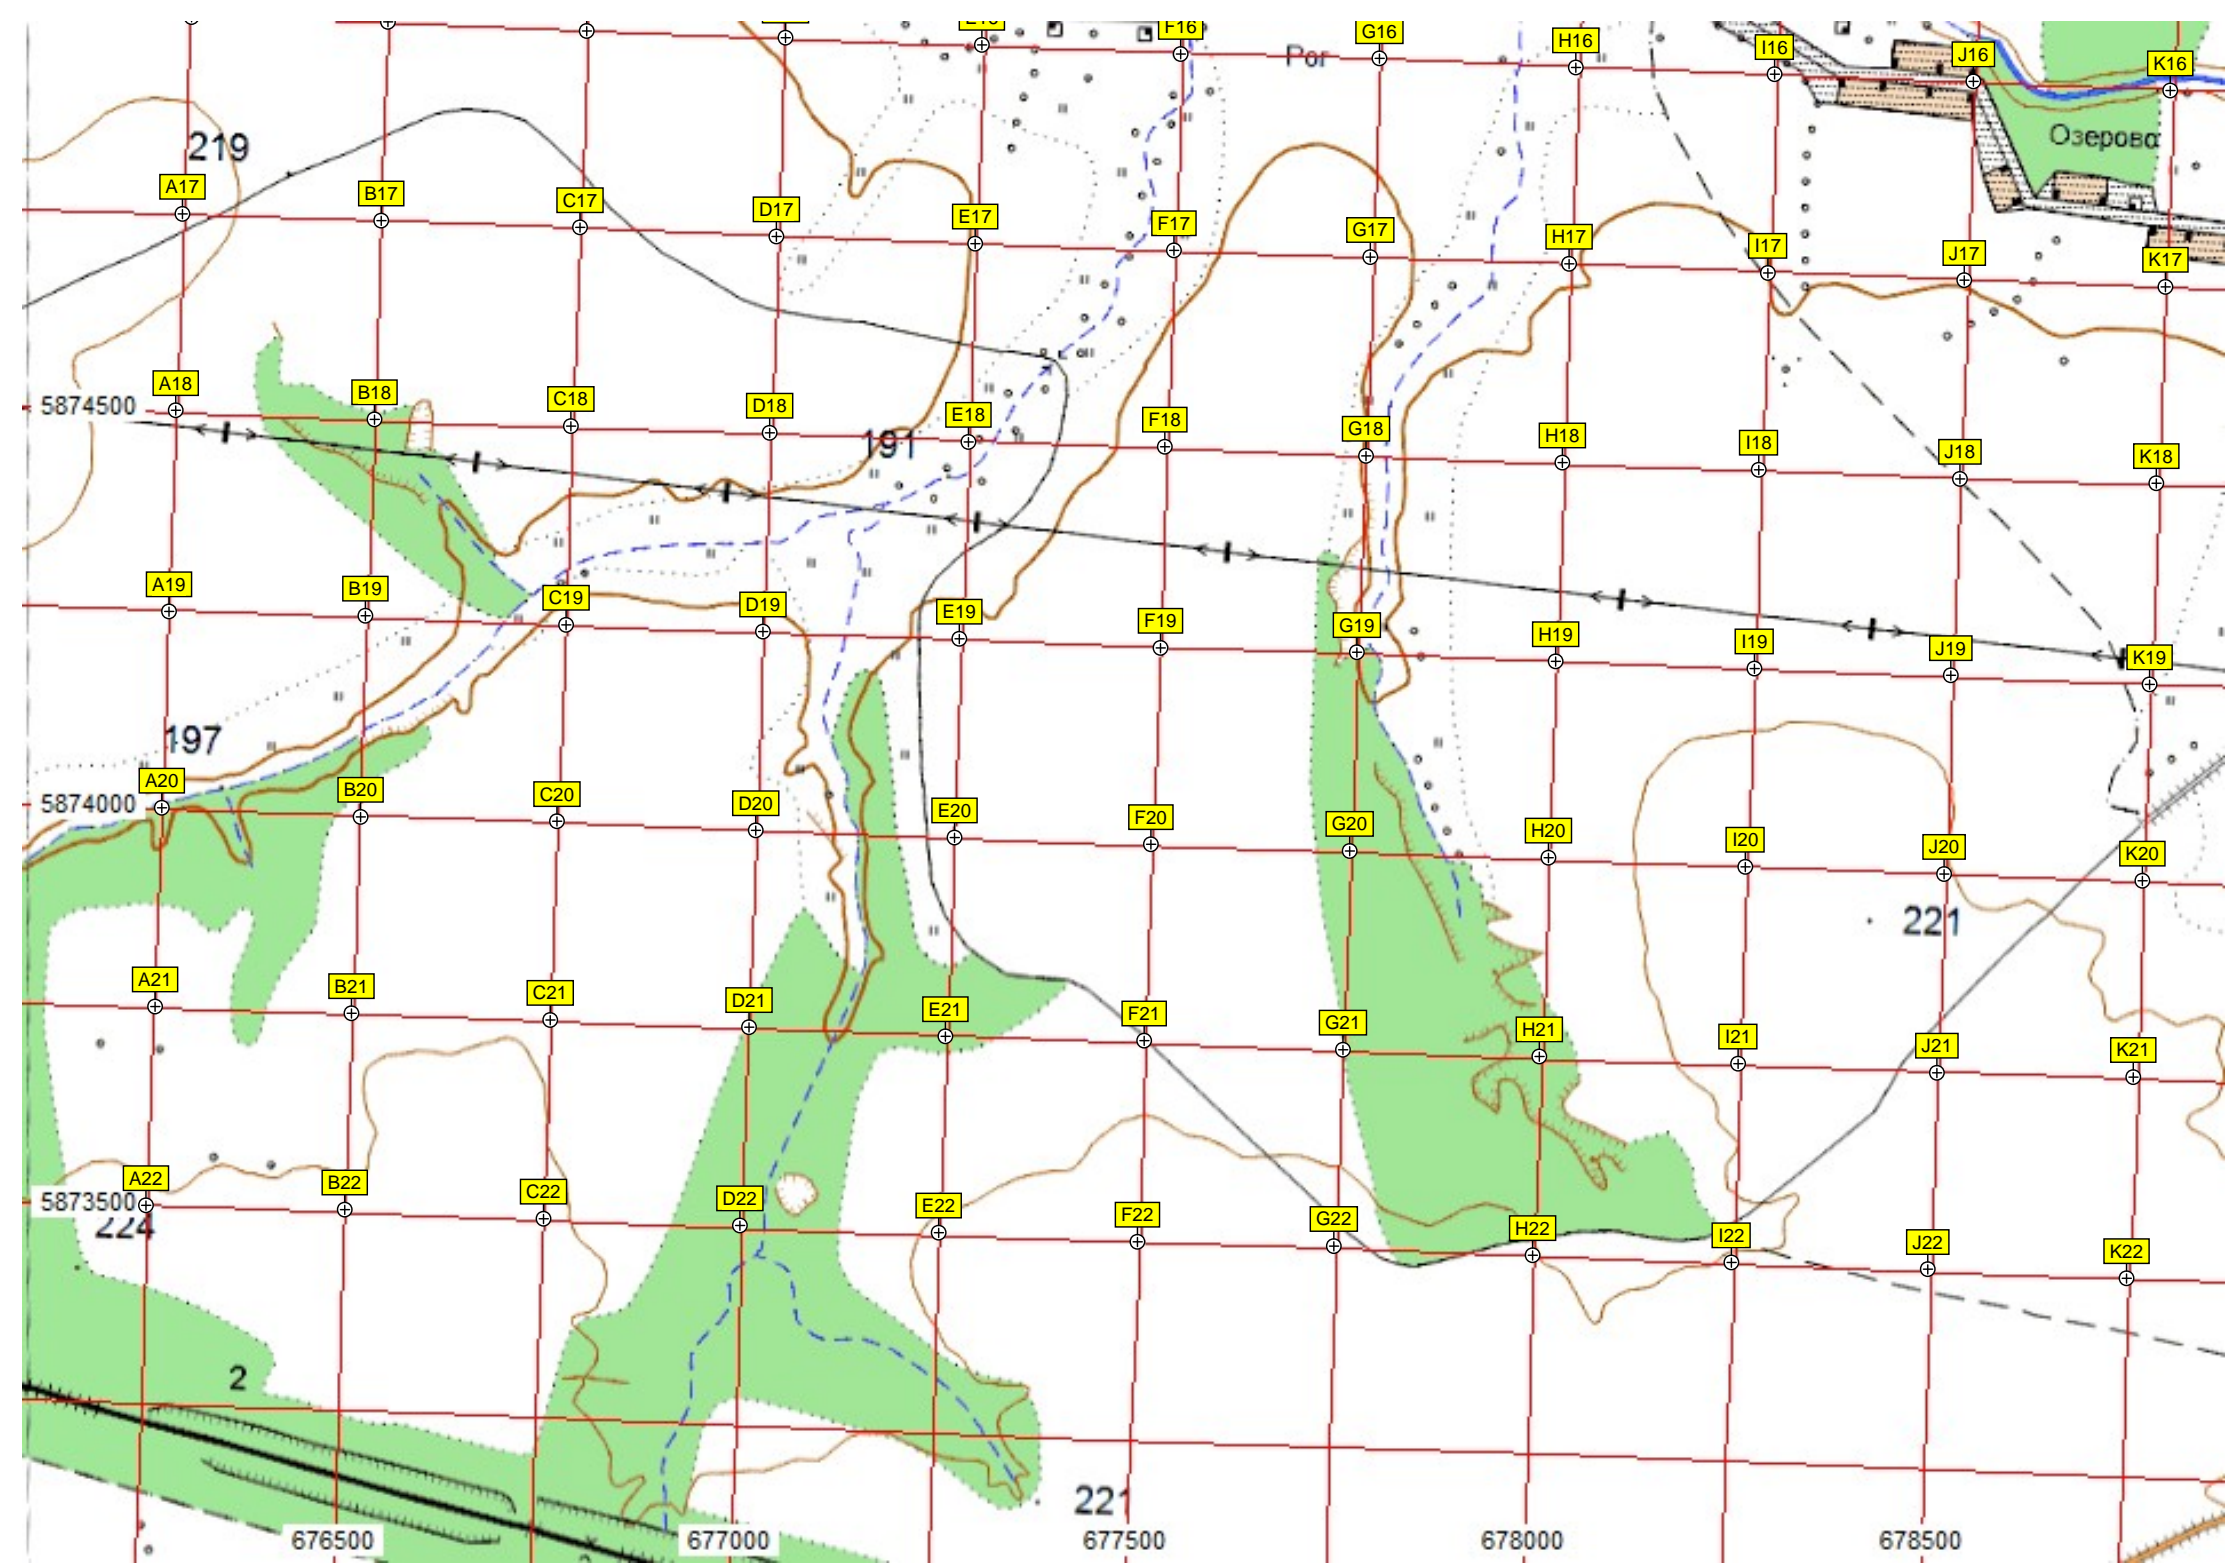 E16
F16
Рог
G16
H16
I16
J16
K16
Озерова
219
A17
B17
C17
D17
E17
F17
G17
H17
I17
J17
K17
5874500
A18
B18
C18
D18
191
E18
F18
G18
H18
I18
J18
K18
A19
B19
C19
D19
E19
F19
G19
H19
I19
J19
K19
197
A20
B20
C20
D20
E20
F20
G20
H20
I20
J20
K20
5874000
221
A21
B21
C21
D21
E21
F21
G21
H21
I21
J21
K21
A22
B22
C22
D22
E22
F22
G22
H22
I22
J22
K22
5873500
224
2
221
676500
677000
677500
678000
678500